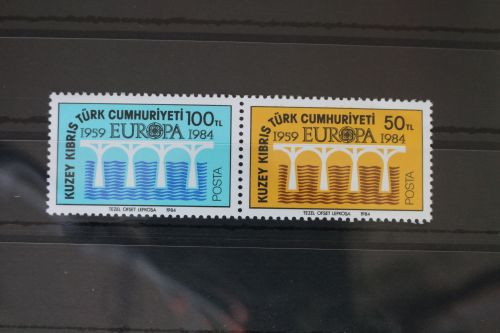 KUZEY KIBRIS TÜRK CUMHURİYETİ
100TL
1959 EUROPA 1984
POSTA
TEZEL OFSET LEFKOŞA 1984
KUZEY KIBRIS TÜRK CUMHURİYETİ
50TL
1959 EUROPA 1984
POSTA
TEZEL OFSET LEFKOŞA 1984